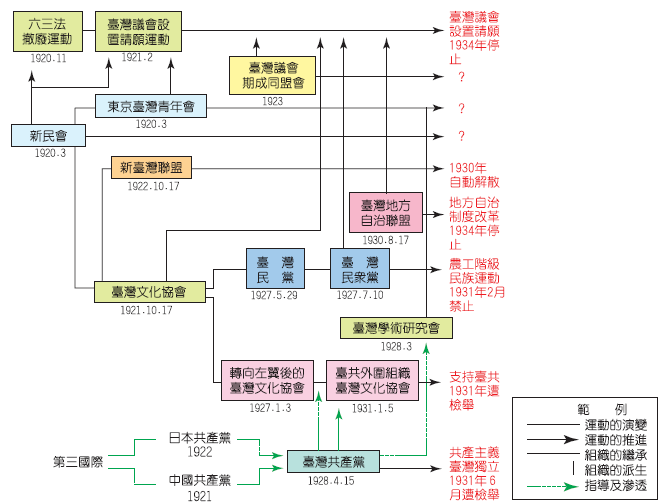 六三法
撤廢運動
1920.11
臺灣議會設
置請願運動
1921.2
臺灣議會
設置請願
1934年停
止
臺灣議會
期成同盟會
1923
?
東京臺灣青年會
1920.3
?
新民會
1920.3
?
新臺灣聯盟
1922.10.17
1930年
自動解散
臺灣地方
自治聯盟
1930.8.17
地方自治
制度改革
1934年停
止
臺灣
民黨
1927.5.29
臺灣
民眾黨
1927.7.10
農工階級
民族運動
1931年2月
禁止
臺灣文化協會
1921.10.17
臺灣學術研究會
1928.3
轉向左翼後的
臺灣文化協會
1927.1.3
臺共外圍組織
臺灣文化協會
1931.1.5
支持臺共
1931年遭
檢舉
第三國際
日本共產黨
1922
中國共產黨
1921
臺灣共產黨
1928.4.15
共產主義
臺灣獨立
1931年6
月遭檢舉
範 例
運動的演變
運動的推進
組織的繼承
組織的派生
指導及滲透